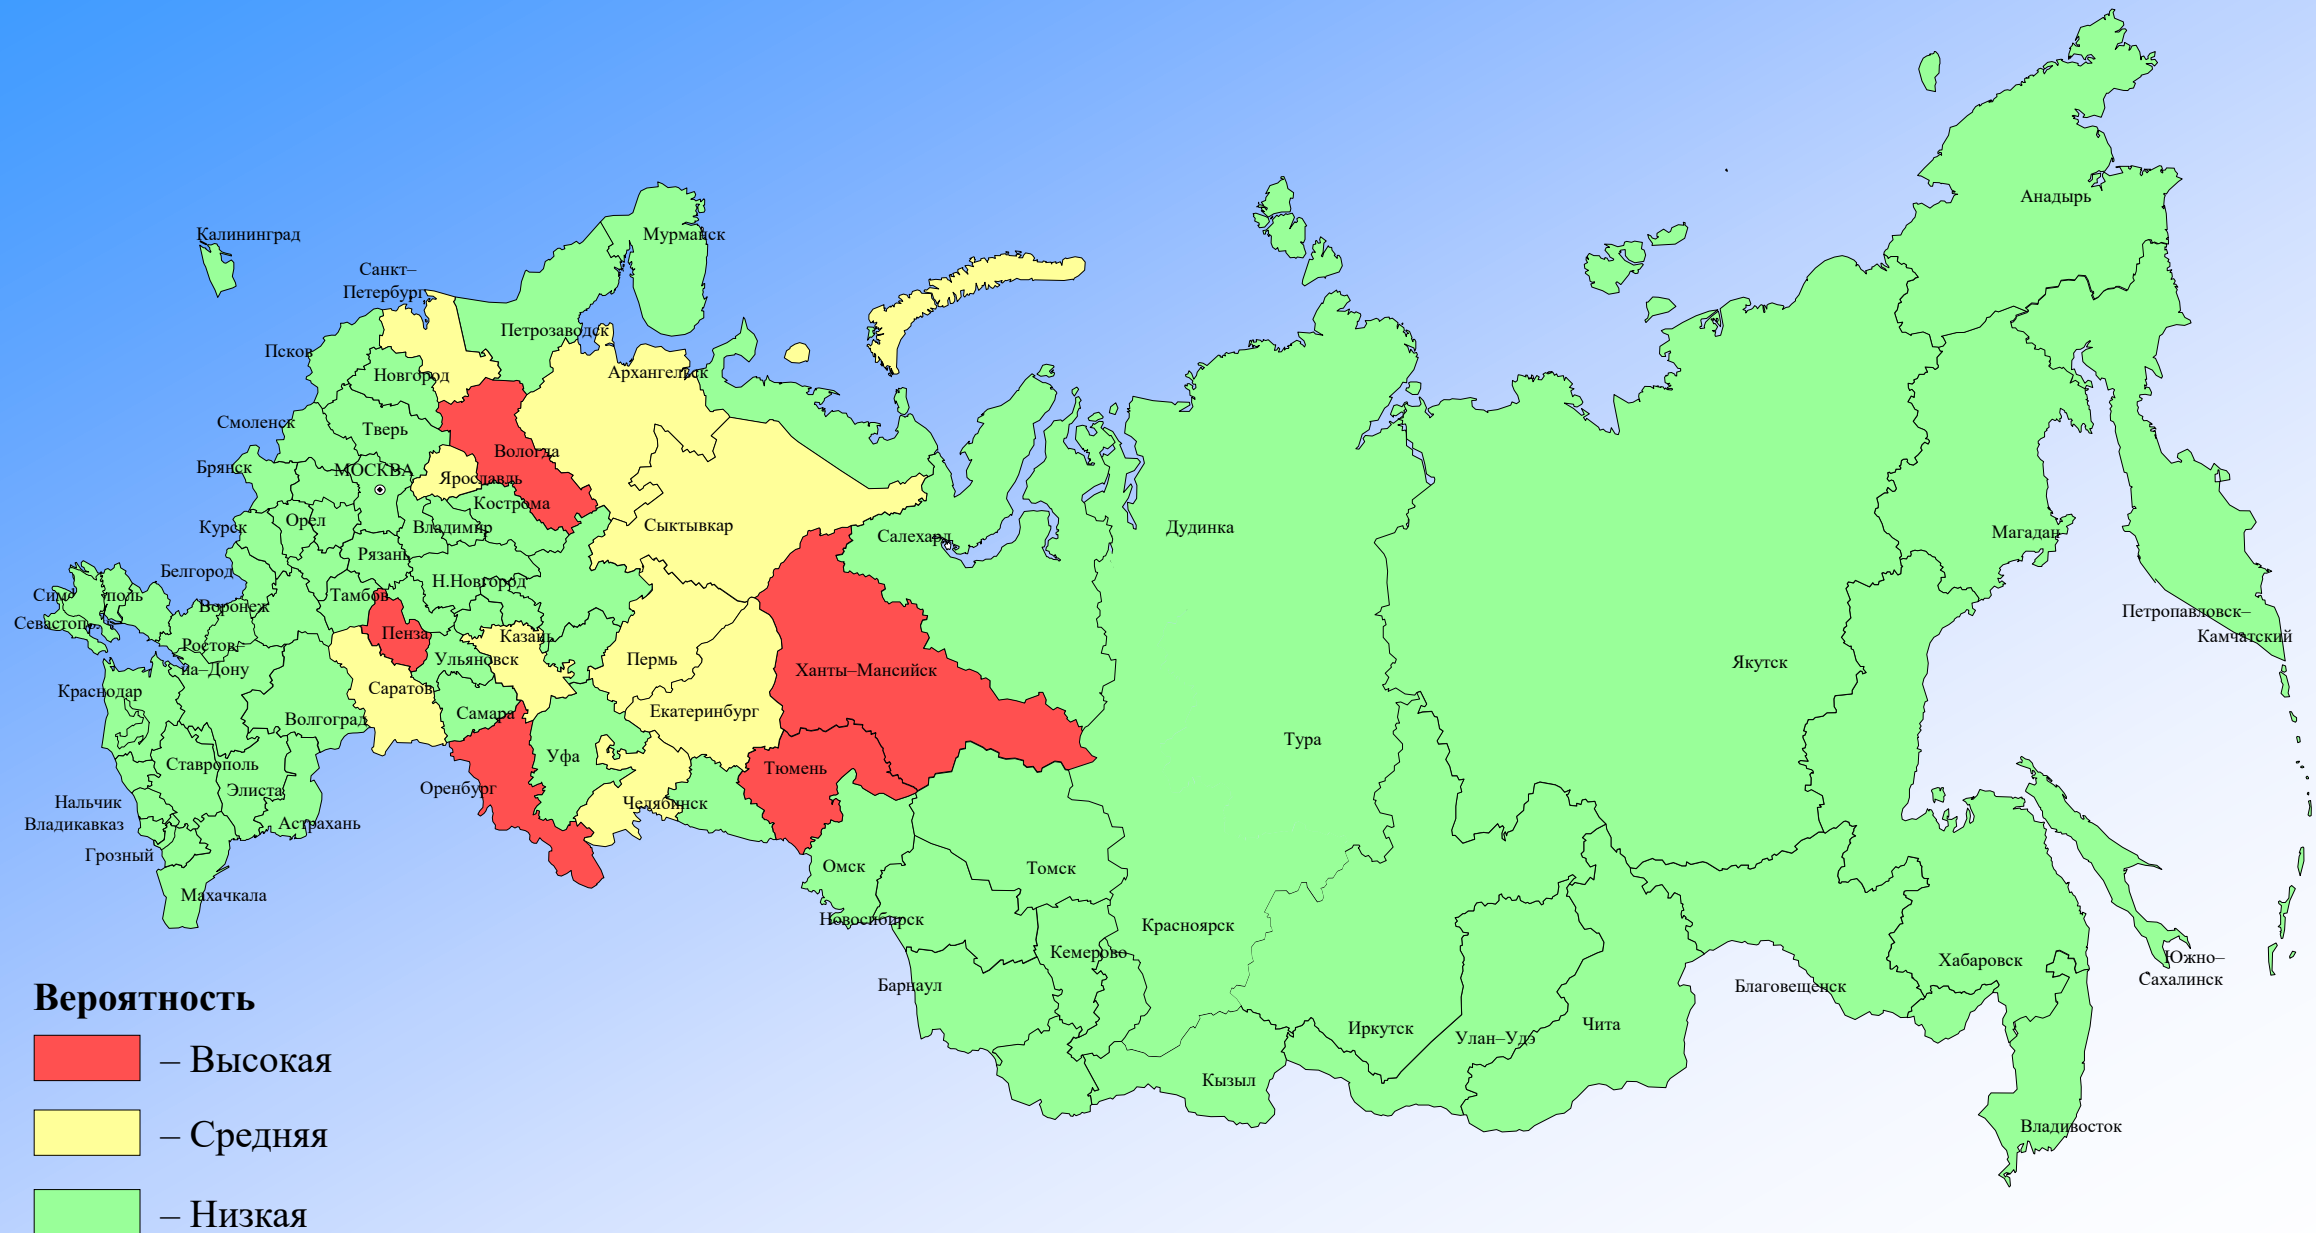 Анадырь
Калининград
Мурманск
Санкт–
Петербург
Петрозаводск
Псков
Новгород
Архангельск
Смоленск
Тверь
Вологда
Брянск
МОСКВА
Ярославль
Кострома
Курск
Орел
Владимир
Сыктывкар
Салехард
Дудинка
Магадан
Рязань
Белгород
Н.Новгород
Тамбов
Воронеж
Севастопол
Пенза
Казань
Петропавловск–
Камчатский
Ростов–
на–Дону
Ульяновск
Пермь
Ханты–Мансийск
Якутск
Краснодар
Саратов
Самара
Екатеринбург
Волгоград
Тура
Уфа
Ставрополь
Тюмень
Элиста
Оренбург
Нальчик
Челябинск
Владикавказ
Астрахань
Грозный
Омск
Томск
Махачкала
Новосибирск
Красноярск
Кемерово
Хабаровск
Южно–
Сахалинск
Барнаул
Благовещенск
Иркутск
Улан–Удэ
Чита
Кызыл
Владивосток
Вероятность
– Высокая
– Средняя
– Низкая